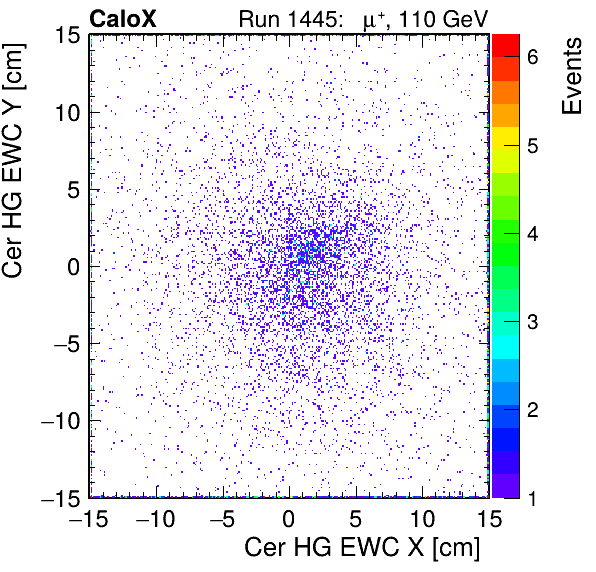 CaloX Run 1445: μ⁺, 110 GeV
Cer HG EWC Y [cm]
Events
15
10
5
0
−5
−10
−15
6
5
4
3
2
1
−15 −10 −5 0 5 10 15
Cer HG EWC X [cm]